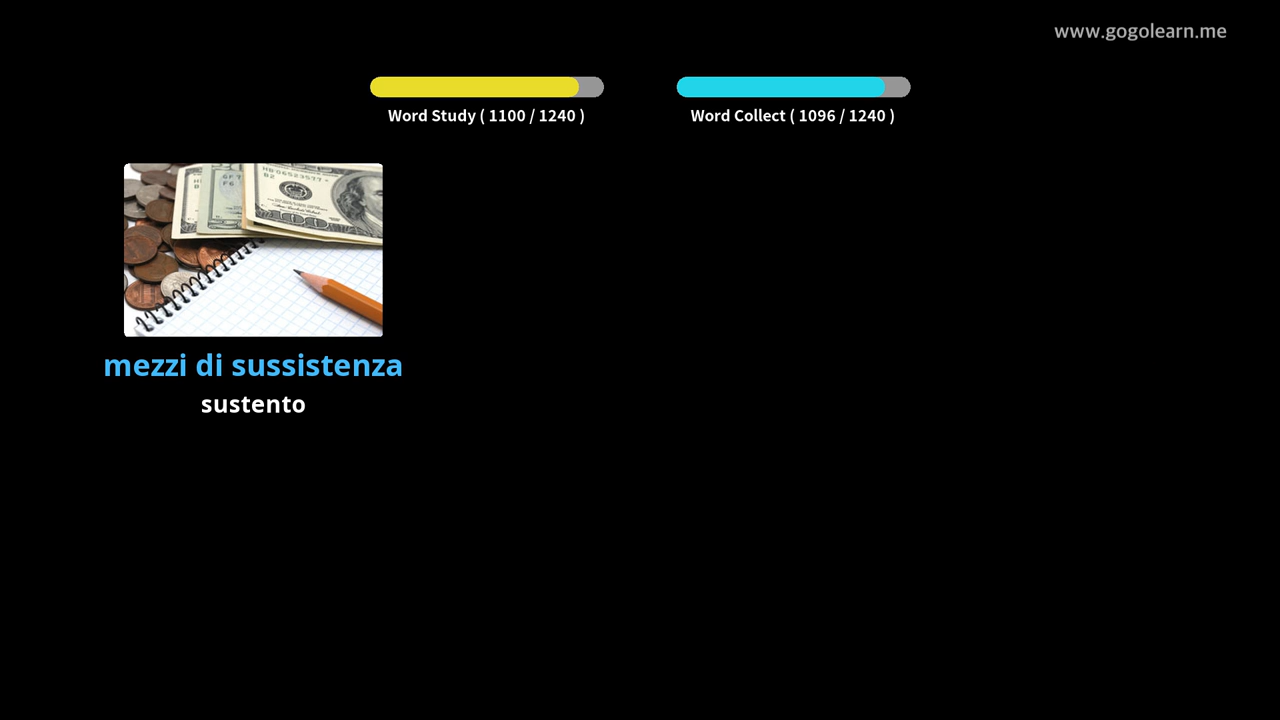 www.gogolearn.me
Word Study ( 1100 / 1240 )
Word Collect ( 1096 / 1240 )
mezzi di sussistenza
sustento